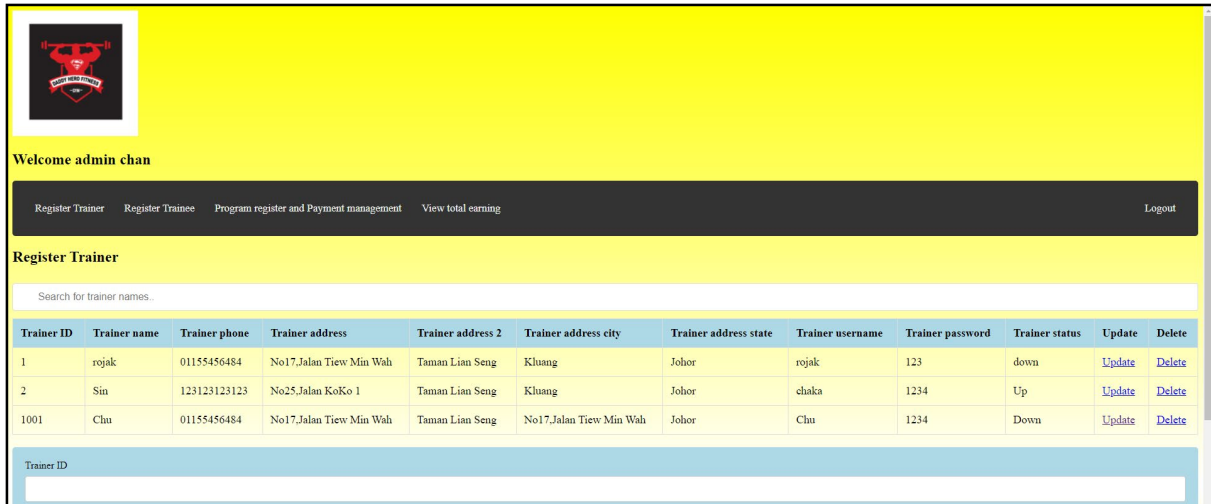 DADDY HERO FITNESS
-GYM-
Welcome admin chan
Register Trainer Register Trainee Program register and Payment management View total earning Logout
Register Trainer
Search for trainer names..
Trainer ID Trainer name Trainer phone Trainer address Trainer address 2 Trainer address city Trainer address state Trainer username Trainer password Trainer status Update Delete
1 rojak 01155456484 No17,Jalan Tiew Min Wah Taman Lian Seng Kluang Johor rojak 123 down Update Delete
2 Sin 123123123123 No25,Jalan KoKo 1 Taman Lian Seng Kluang Johor chaka 1234 Up Update Delete
1001 Chu 01155456484 No17,Jalan Tiew Min Wah Taman Lian Seng No17,Jalan Tiew Min Wah Johor Chu 1234 Down Update Delete
Trainer ID